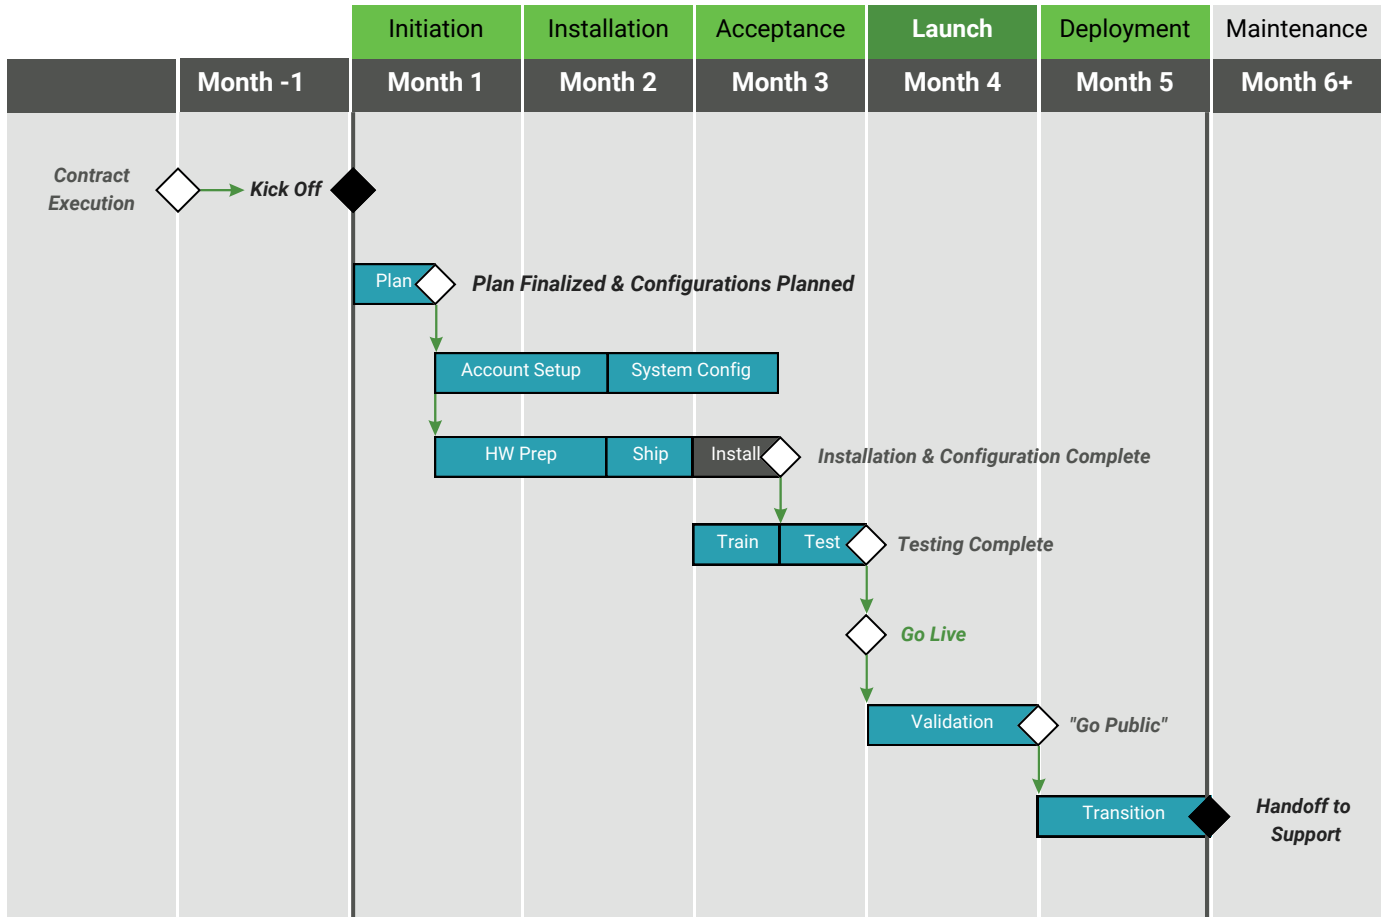 Initiation Installation Acceptance Launch Deployment Maintenance
Month -1 Month 1 Month 2 Month 3 Month 4 Month 5 Month 6+
Contract
Execution
Kick Off
Plan
Plan Finalized & Configurations Planned
Account Setup System Config
HW Prep Ship Install
Installation & Configuration Complete
Train Test
Testing Complete
Go Live
Validation
"Go Public"
Transition
Handoff to
Support